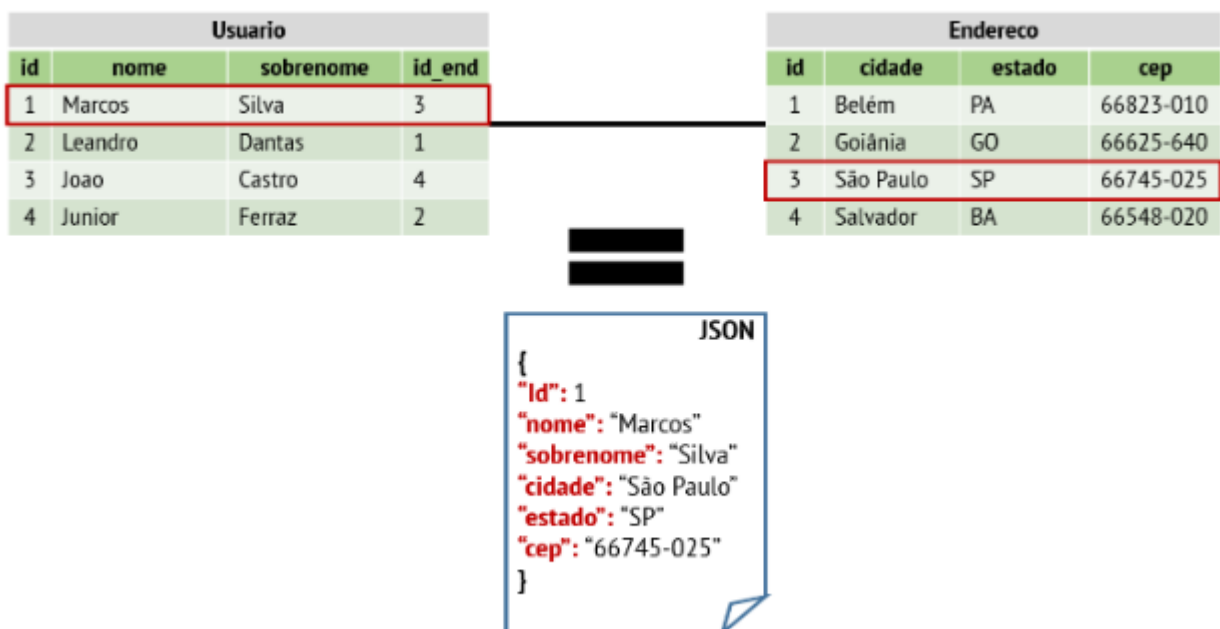 Usuario
id nome sobrenome id_end
1 Marcos Silva 3
2 Leandro Dantas 1
3 Joao Castro 4
4 Junior Ferraz 2
Endereco
id cidade estado cep
1 Belém PA 66823-010
2 Goiânia GO 66625-640
3 São Paulo SP 66745-025
4 Salvador BA 66548-020
JSON
{
“Id”: 1
“nome”: “Marcos”
“sobrenome”: “Silva”
“cidade”: “São Paulo”
“estado”: “SP”
“cep”: “66745-025”
}